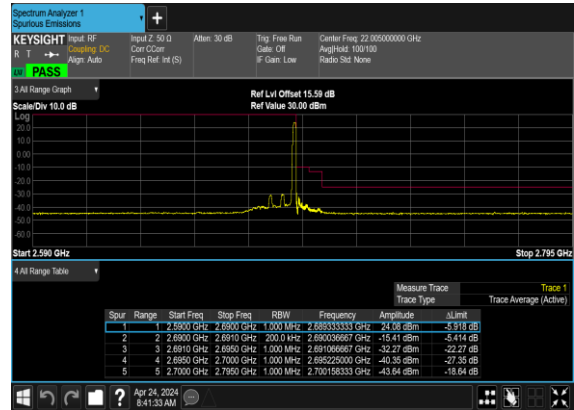 Spectrum Analyzer 1
Spurious Emissions
+
KEYSIGHT Input: RF Input Z: 50 Ω Atten: 30 dB Trig: Free Run Center Freq: 22.005000000 GHz
R T Coupling: DC Corr CCorr Gate: Off Avg|Hold: 100/100
Align: Auto Freq Ref: Int (S) IF Gain: Low Radio Std: None
PASS
3 All Range Graph
Ref Lvl Offset 15.59 dB
Scale/Div 10.0 dB Ref Value 30.00 dBm
Log
20.0
10.0
0.00
-10.0
-20.0
-30.0
-40.0
-50.0
-60.0
Start 2.590 GHz Stop 2.795 GHz
4 All Range Table
Measure Trace Trace 1
Trace Type Trace Average (Active)
Spur Range Start Freq Stop Freq RBW Frequency Amplitude ΔLimit
1 1 2.5900 GHz 2.6900 GHz 1.000 MHz 2.689333333 GHz 24.08 dBm -5.918 dB
2 2 2.6900 GHz 2.6910 GHz 200.0 kHz 2.690036667 GHz -15.41 dBm -5.414 dB
3 3 2.6910 GHz 2.6950 GHz 1.000 MHz 2.691066667 GHz -32.27 dBm -22.27 dB
4 4 2.6950 GHz 2.7000 GHz 1.000 MHz 2.695225000 GHz -40.35 dBm -27.35 dB
5 5 2.7000 GHz 2.7950 GHz 1.000 MHz 2.700158333 GHz -43.64 dBm -18.64 dB
?
Apr 24, 2024
8:41:33 AM